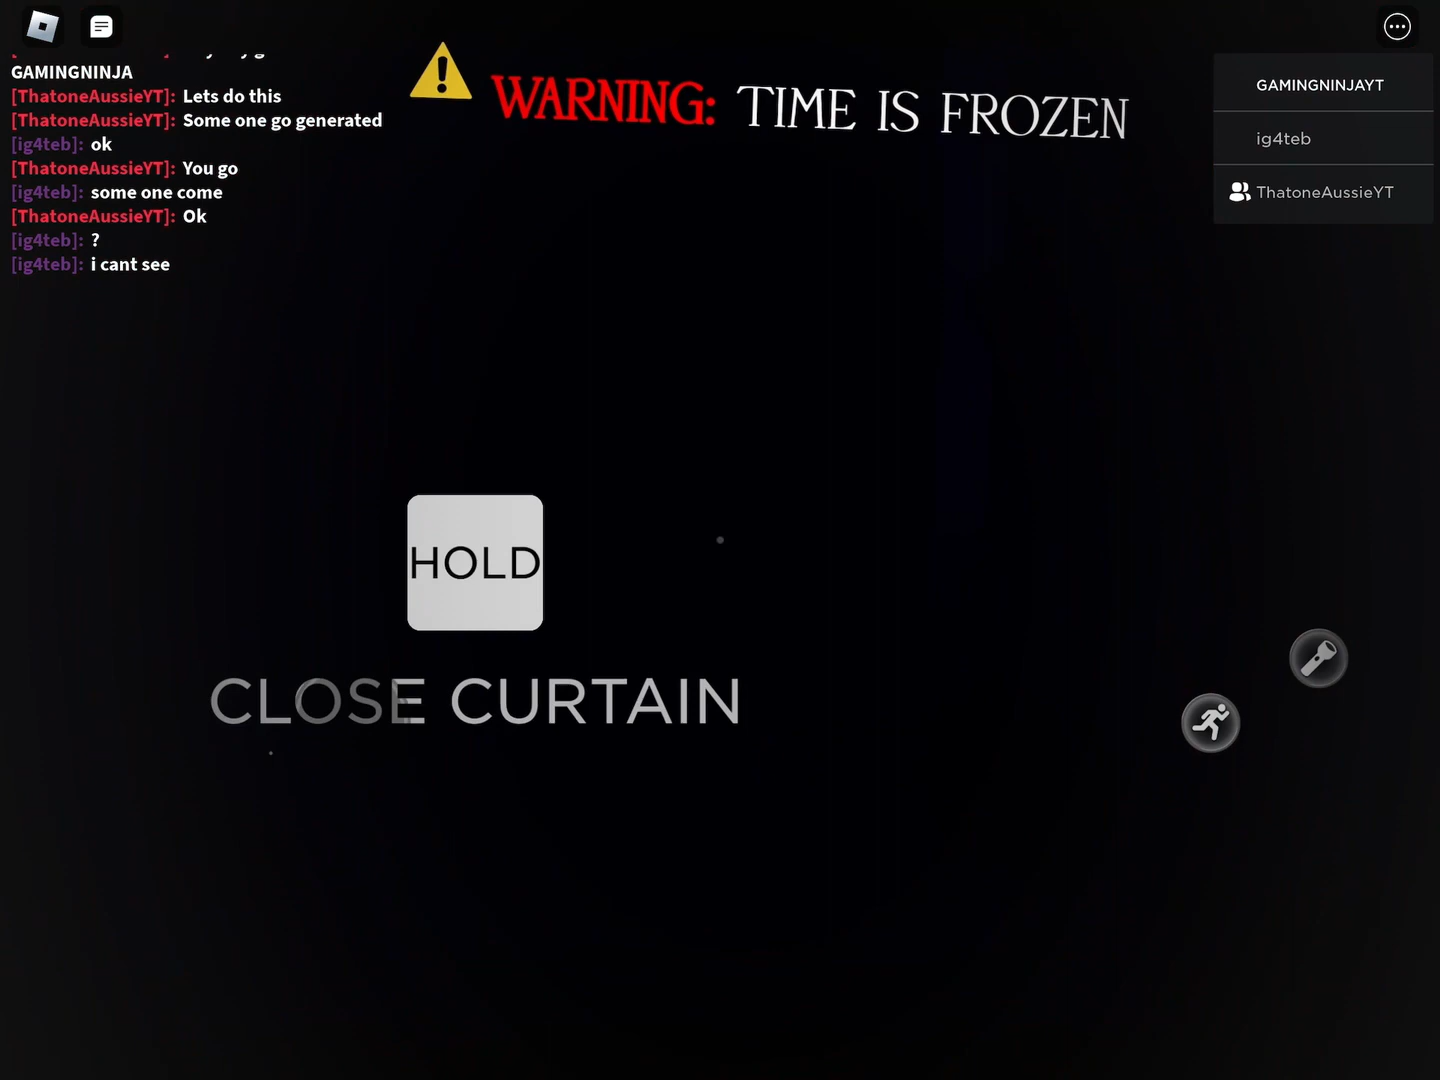 GAMINGNINJA
[ThatoneAussieYT]: Lets do this
[ThatoneAussieYT]: Some one go generated
[ig4teb]: ok
[ThatoneAussieYT]: You go
[ig4teb]: some one come
[ThatoneAussieYT]: Ok
[ig4teb]: ?
[ig4teb]: i cant see
WARNING: TIME IS FROZEN
GAMINGNINJAYT
ig4teb
ThatoneAussieYT
HOLD
CLOSE CURTAIN